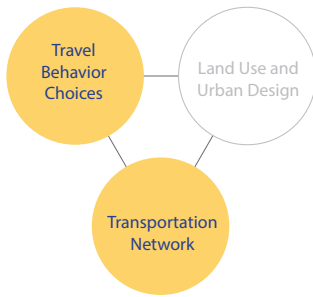 Travel
Behavior
Choices
Land Use and
Urban Design
Transportation
Network